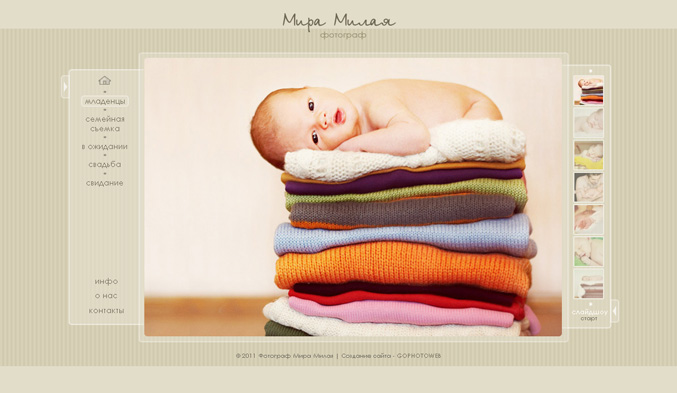 Мира Милая
фотограф
младенцы
семейная
съемка
в ожидании
свадьба
свидание
инфо
о нас
контакты
слайдшоу
старт
© 2011 Фотограф Мира Милая | Создание сайта - GOPHOTOWEB